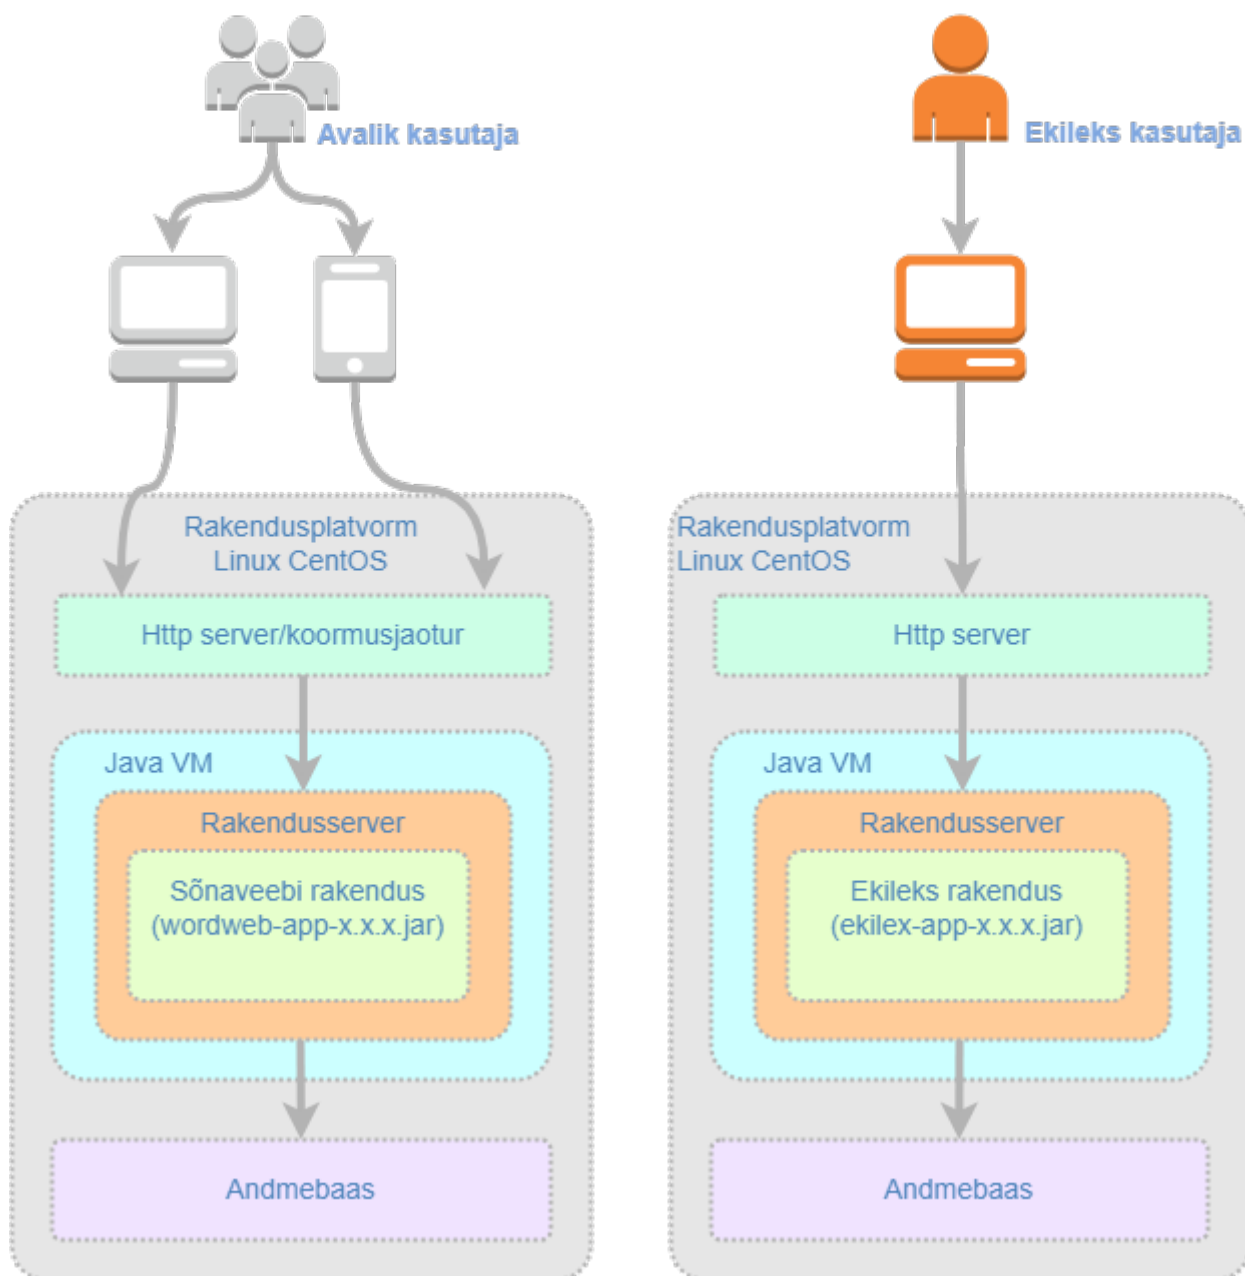 Avalik kasutaja
Rakendusplatvorm
Linux CentOS
Http server/koormusjaotur
Java VM
Rakendusserver
Sõnaveebi rakendus
(wordweb-app-x.x.x.jar)
Andmebaas
Ekileks kasutaja
Rakendusplatvorm
Linux CentOS
Http server
Java VM
Rakendusserver
Ekileks rakendus
(ekilex-app-x.x.x.jar)
Andmebaas